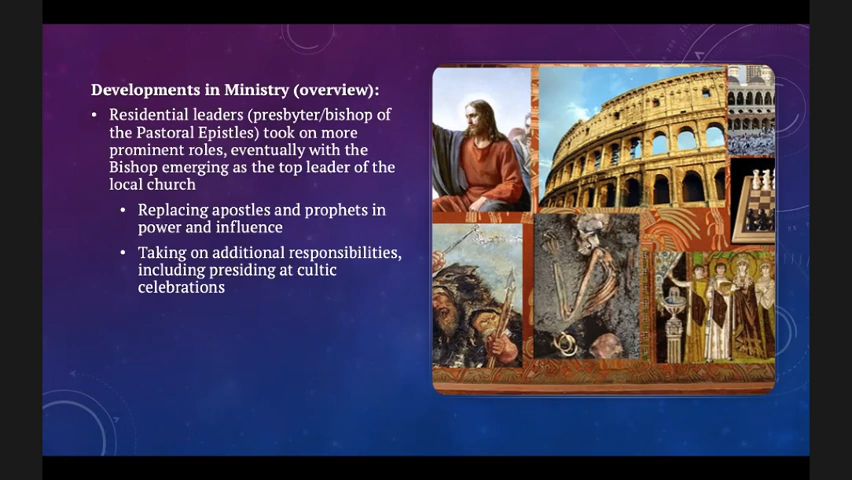 Developments in Ministry (overview):
• Residential leaders (presbyter/bishop of
the Pastoral Epistles) took on more
prominent roles, eventually with the
Bishop emerging as the top leader of the
local church
• Replacing apostles and prophets in
power and influence
• Taking on additional responsibilities,
including presiding at cultic
celebrations